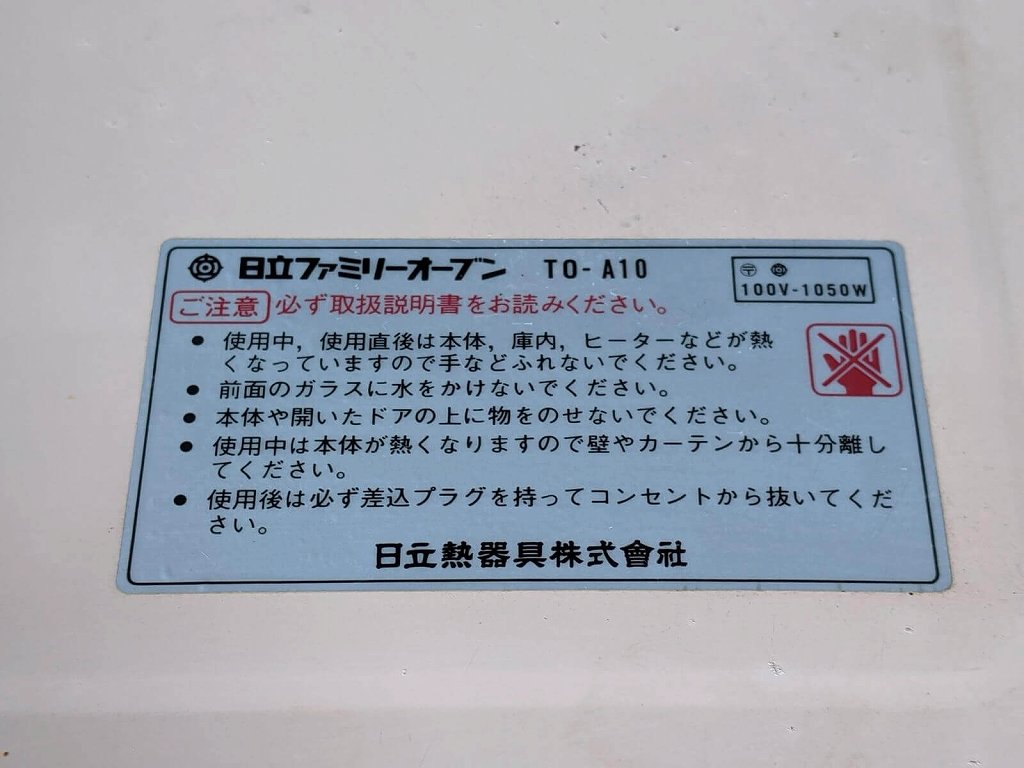 日立ファミリーオーブン TO-A10
〒
100V-1050W
ご注意 必ず取扱説明書をお読みください。
● 使用中，使用直後は本体，庫内，ヒーターなどが熱
くなっていますので手などふれないでください。
● 前面のガラスに水をかけないでください。
● 本体や開いたドアの上に物をのせないでください。
● 使用中は本体が熱くなりますので壁やカーテンから十分離し
てください。
● 使用後は必ず差込プラグを持ってコンセントから抜いてくだ
さい。
日立熱器具株式會社